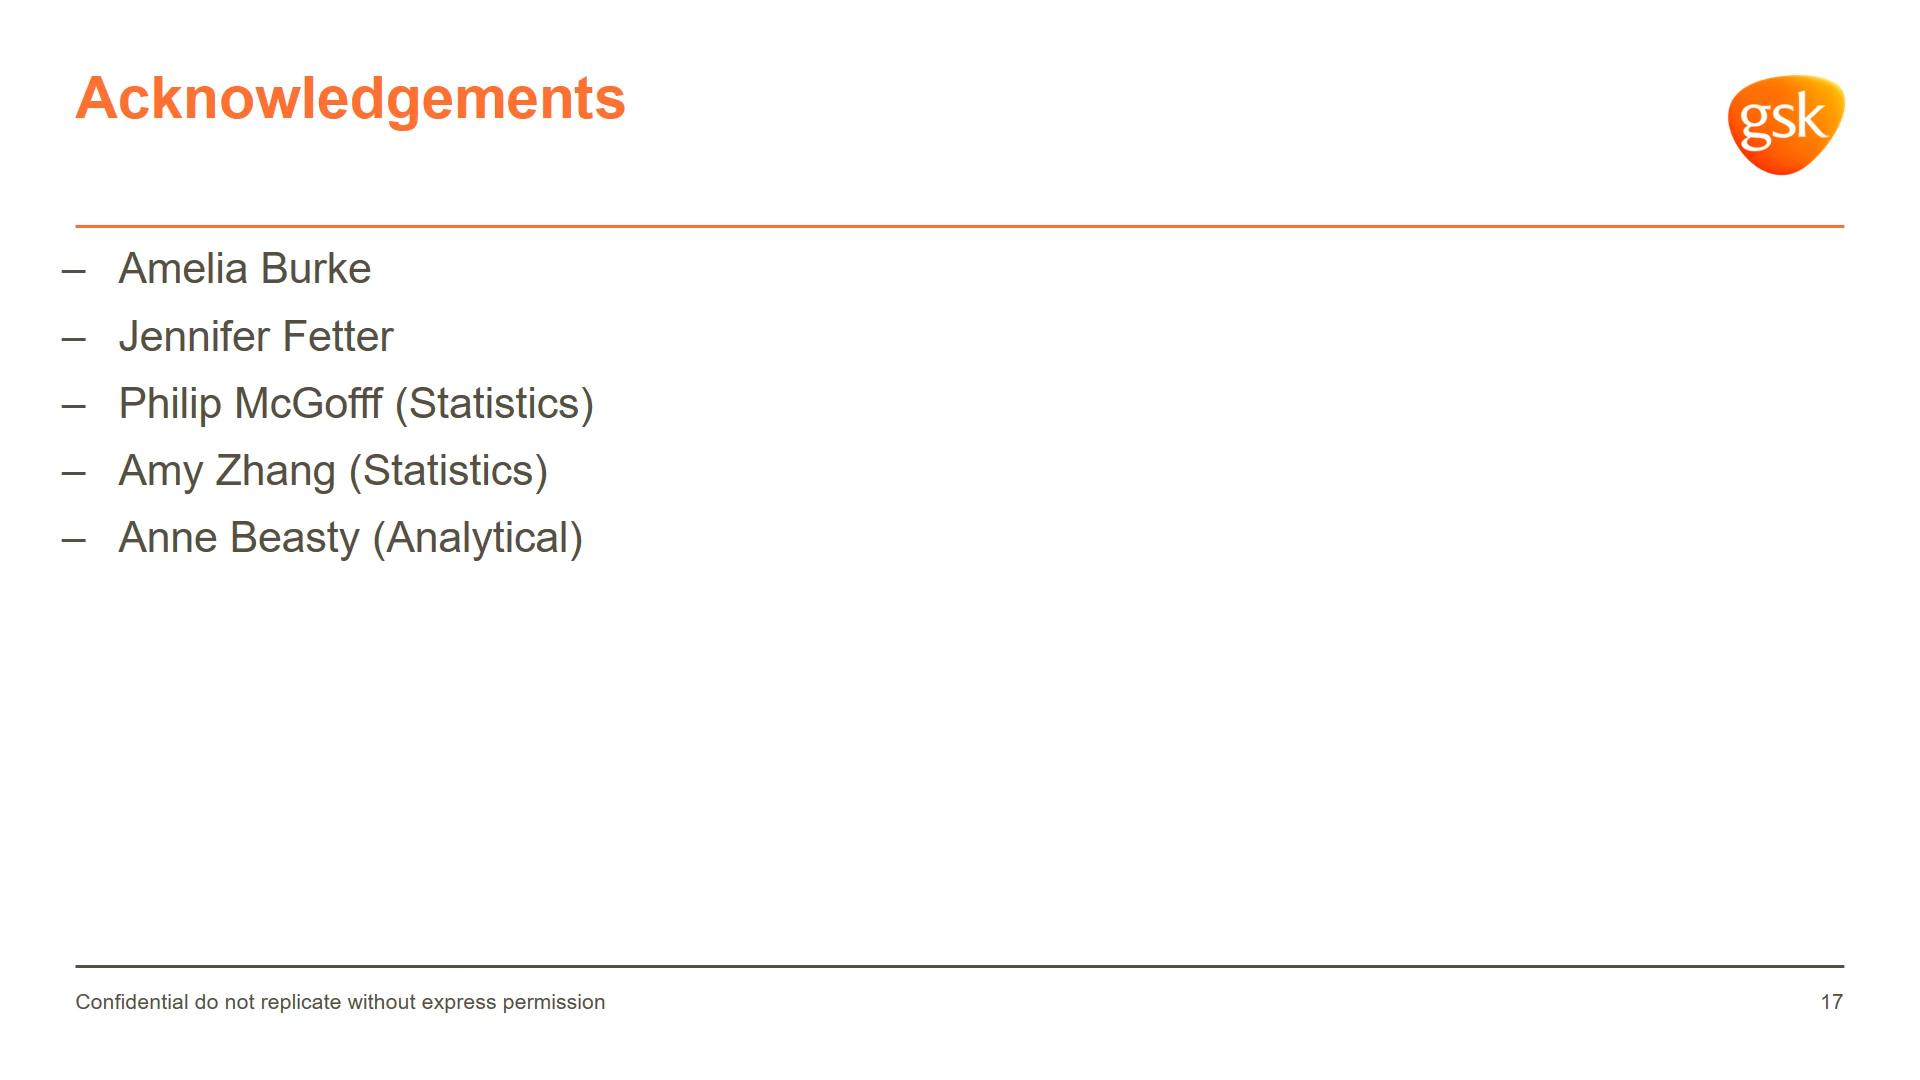 Acknowledgements
gsk
– Amelia Burke
– Jennifer Fetter
– Philip McGofff (Statistics)
– Amy Zhang (Statistics)
– Anne Beasty (Analytical)
Confidential do not replicate without express permission
17